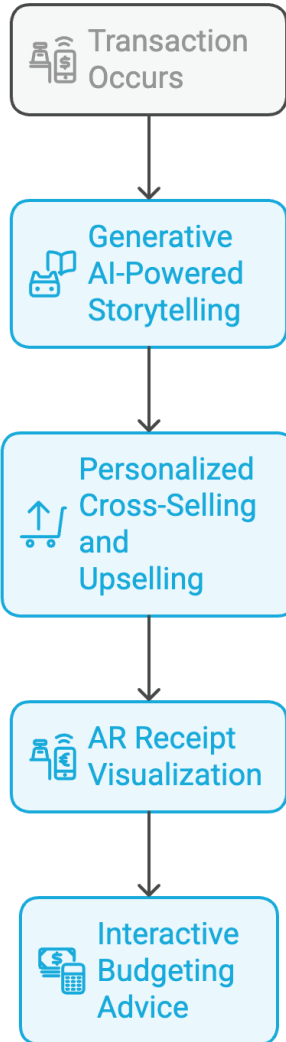 Transaction
Occurs
Generative
AI-Powered
Storytelling
Personalized
Cross-Selling
and
Upselling
AR Receipt
Visualization
Interactive
Budgeting
Advice